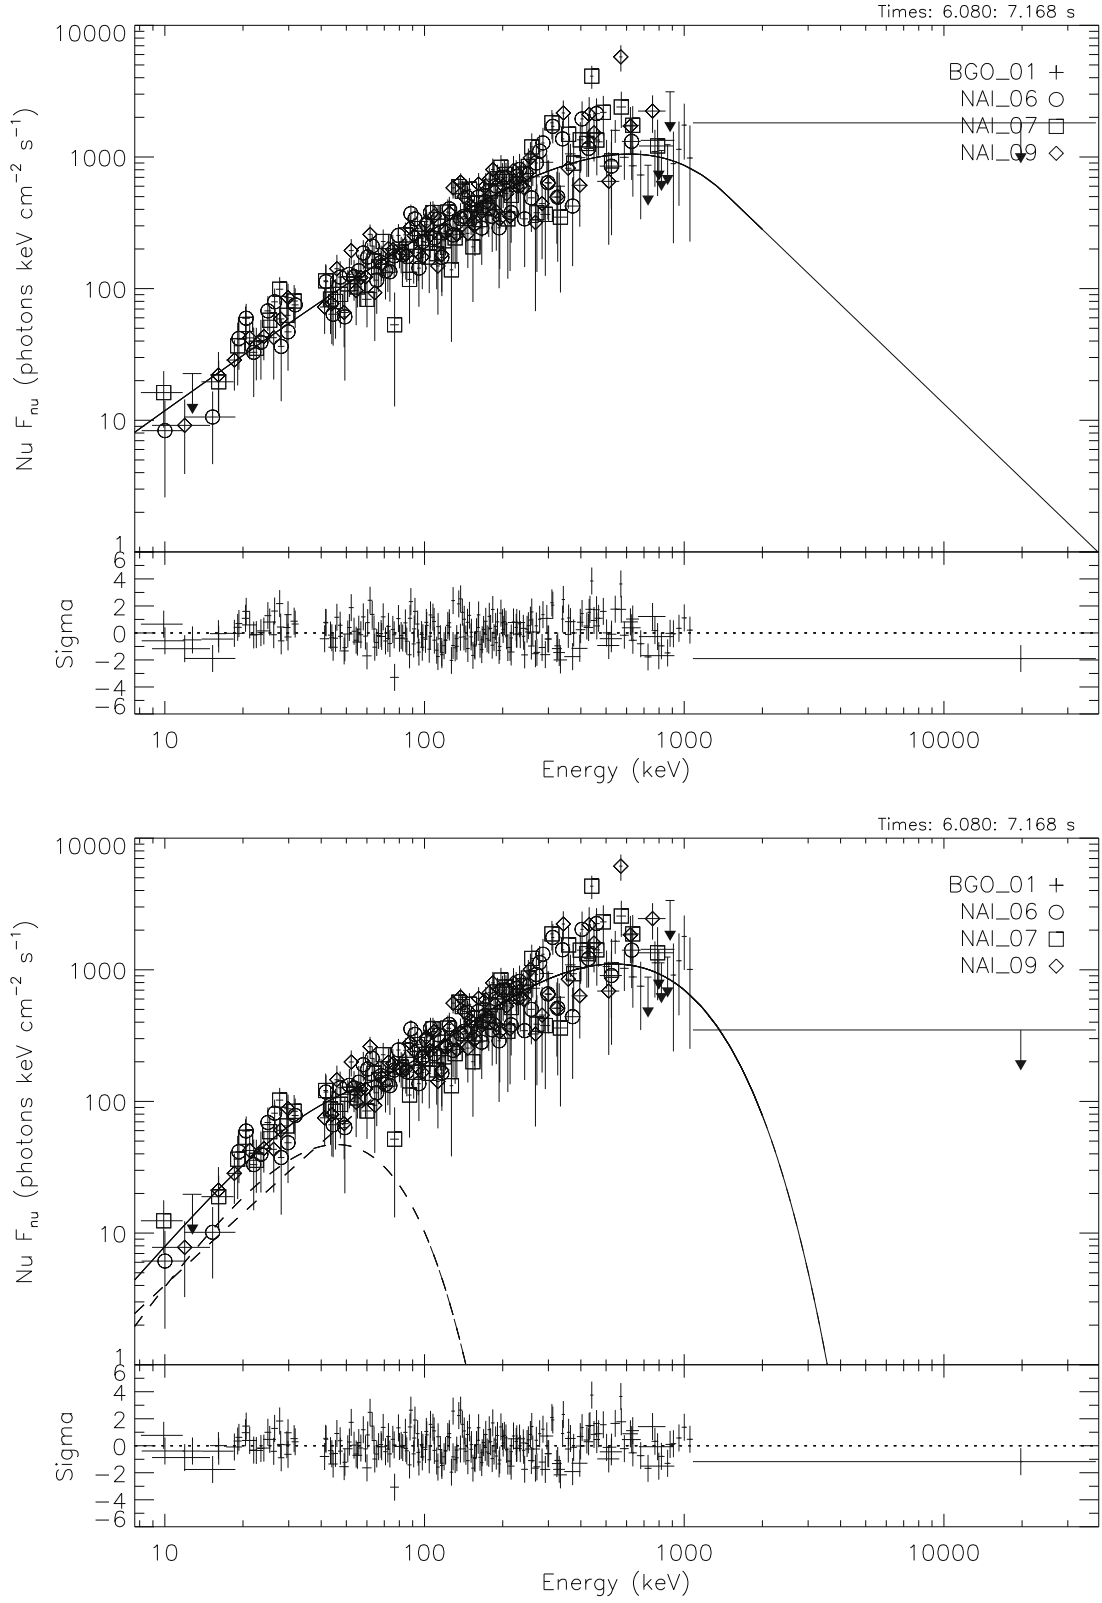 Times: 6.080: 7.168 s
10000
1000
100
10
1
Nu Fnu (photons keV cm−2 s−1)
BGO_01 +
NAI_06 ○
NAI_07 □
NAI_09 ◇
6
4
2
0
−2
−4
−6
Sigma
10 100 1000 10000
Energy (keV)
Times: 6.080: 7.168 s
10000
1000
100
10
1
Nu Fnu (photons keV cm−2 s−1)
BGO_01 +
NAI_06 ○
NAI_07 □
NAI_09 ◇
6
4
2
0
−2
−4
−6
Sigma
10 100 1000 10000
Energy (keV)